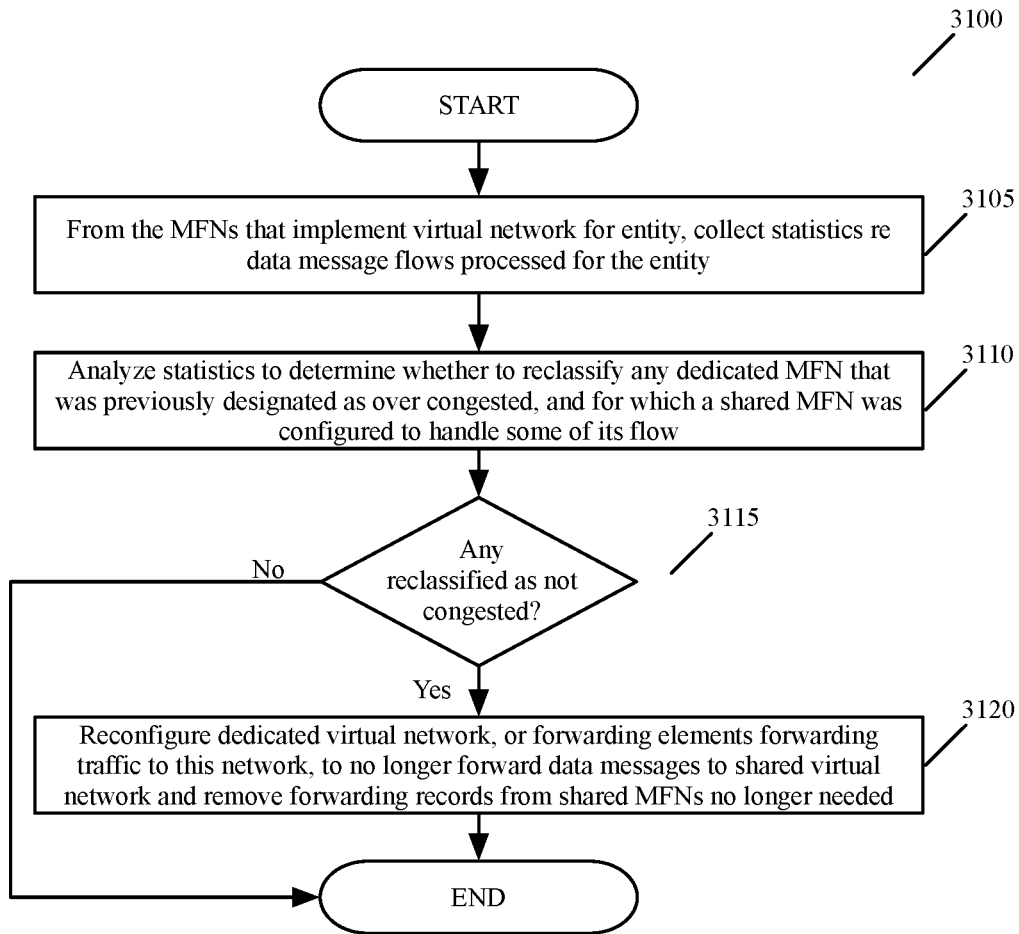 3100
START
3105
From the MFNs that implement virtual network for entity, collect statistics re
data message flows processed for the entity
3110
Analyze statistics to determine whether to reclassify any dedicated MFN that
was previously designated as over congested, and for which a shared MFN was
configured to handle some of its flow
3115
Any
reclassified as not
congested?
No
Yes
3120
Reconfigure dedicated virtual network, or forwarding elements forwarding
traffic to this network, to no longer forward data messages to shared virtual
network and remove forwarding records from shared MFNs no longer needed
END